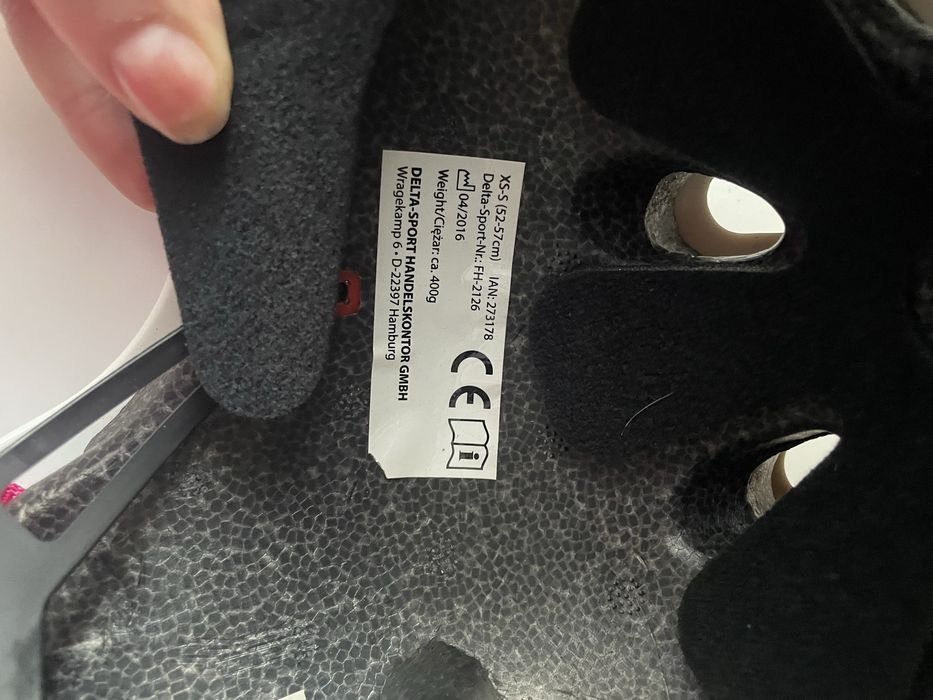 XS-S (52-57cm) IAN: 273178
Delta-Sport-Nr.: FH-2126
04/2016
Weight/Ciężar: ca. 400g
DELTA-SPORT HANDELSKONTOR GMBH
Wragekamp 6 • D-22397 Hamburg
CE
i